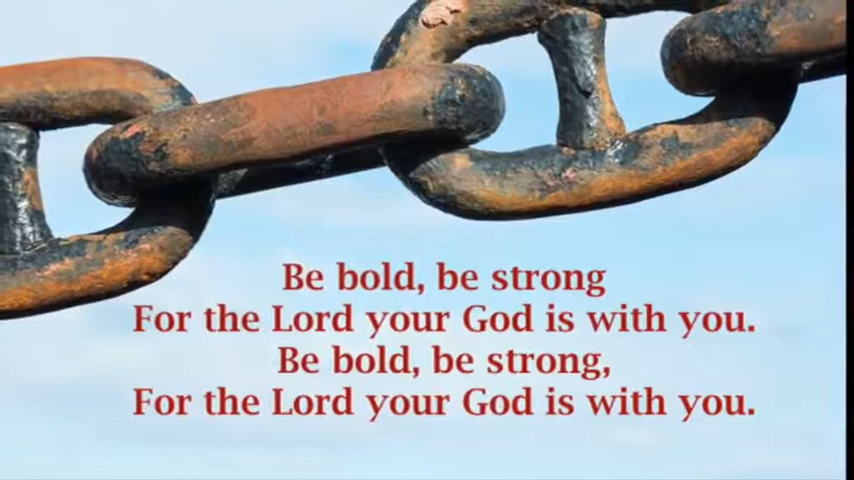 Be bold, be strong
For the Lord your God is with you.
Be bold, be strong,
For the Lord your God is with you.